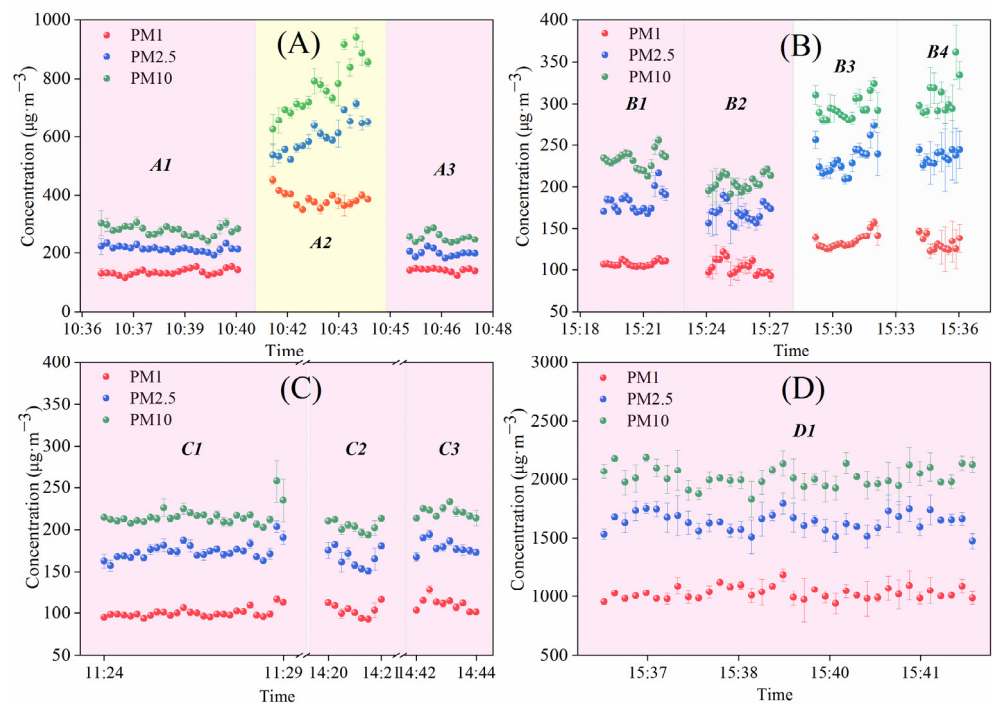 (A)
PM1
PM2.5
PM10
A1
A2
A3
Concentration (μg·m⁻³)
1000
800
600
400
200
0
10:36
10:37
10:39
10:40
10:42
10:43
10:45
10:46
10:48
Time
(B)
PM1
PM2.5
PM10
B1
B2
B3
B4
Concentration (μg·m⁻³)
400
350
300
250
200
150
100
50
15:18
15:21
15:24
15:27
15:30
15:33
15:36
Time
(C)
PM1
PM2.5
PM10
C1
C2
C3
Concentration (μg·m⁻³)
400
350
300
250
200
150
100
50
11:24
11:29
14:20
14:21
14:42
14:44
Time
(D)
PM1
PM2.5
PM10
D1
Concentration (μg·m⁻³)
3000
2500
2000
1500
1000
500
15:37
15:38
15:40
15:41
Time